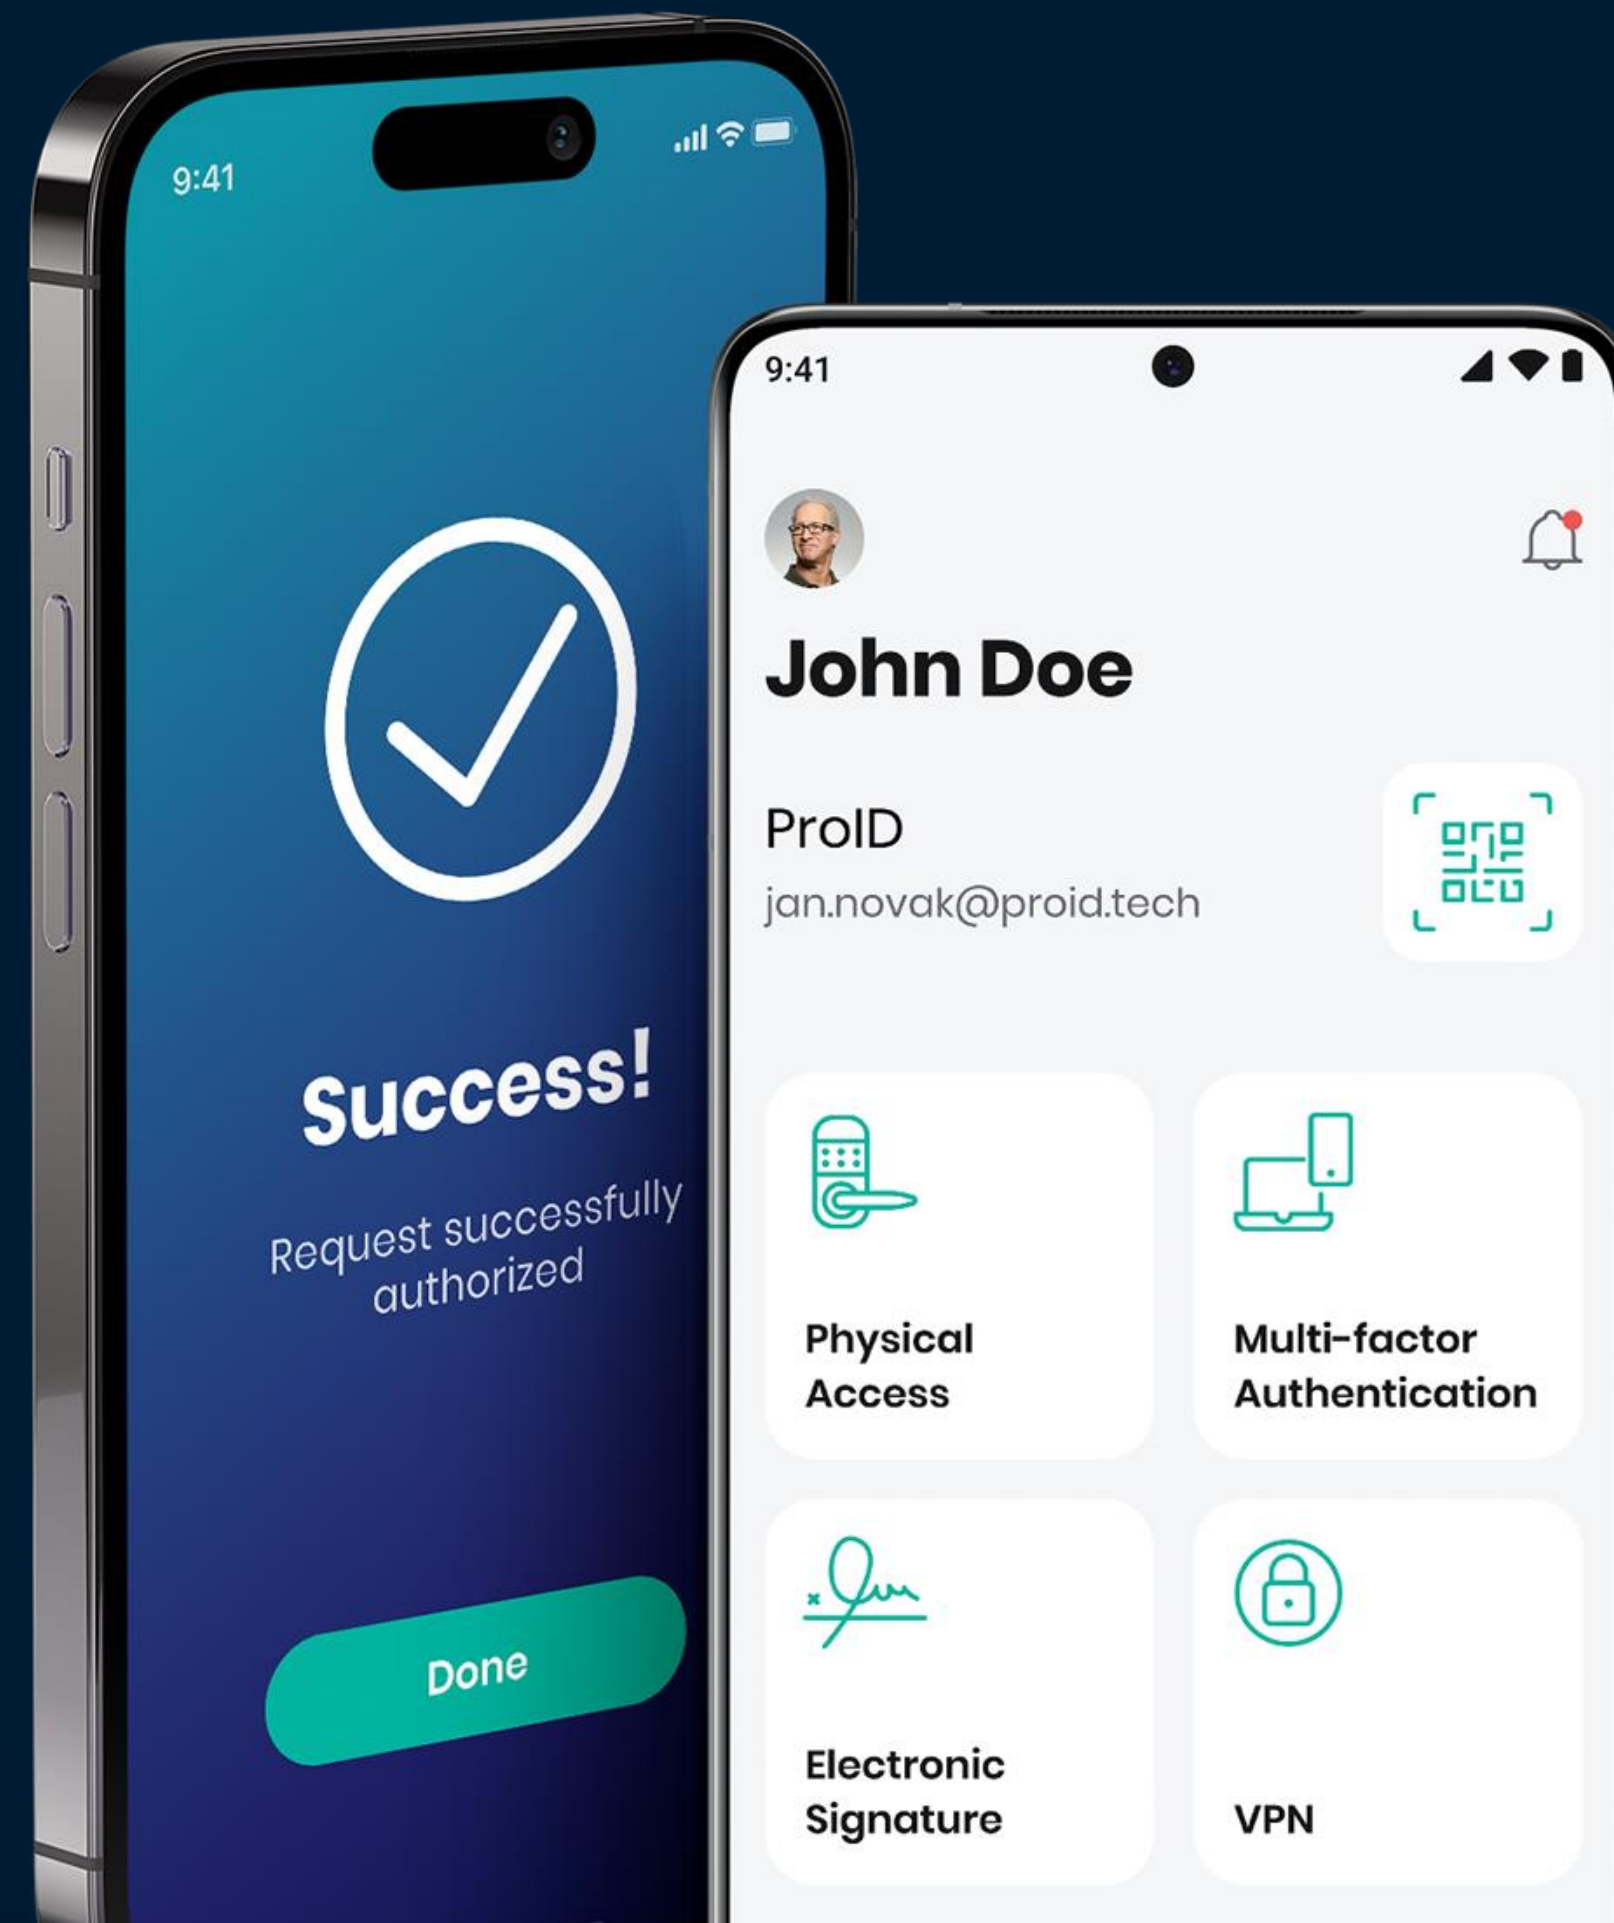 9:41
Success!
Request successfully
authorized
Done
9:41
John Doe
ProID
jan.novak@proid.tech
Physical
Access
Multi-factor
Authentication
Electronic
Signature
VPN